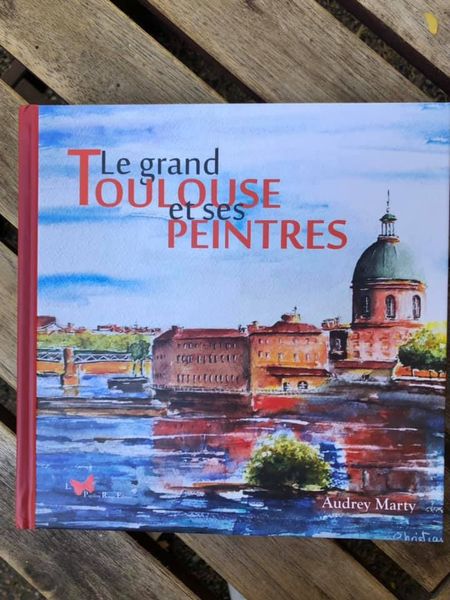 Le grand
TOULOUSE
et ses
PEINTRES
Audrey Marty